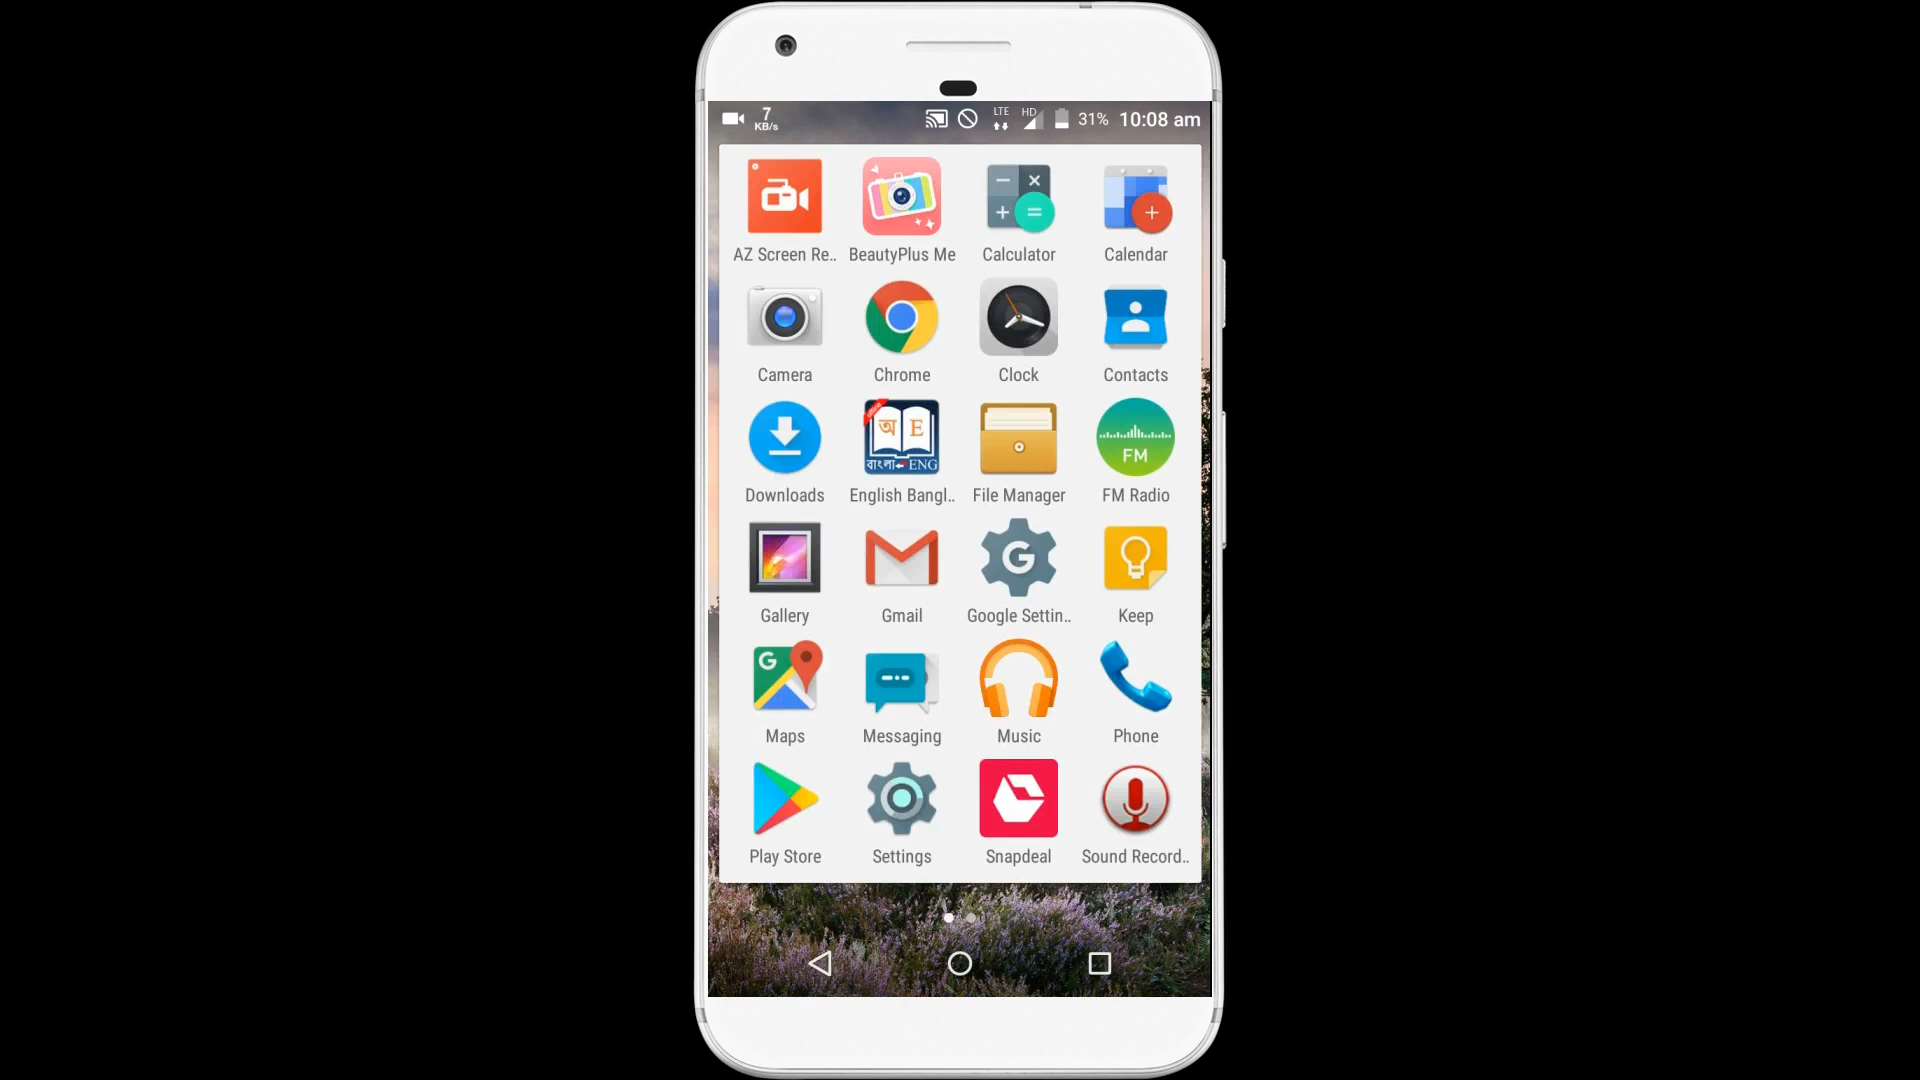 7
KB/s
LTE
HD
31% 10:08 am
AZ Screen Re.. BeautyPlus Me Calculator Calendar
Camera Chrome Clock Contacts
অ E
বাংলা ENG
FM
Downloads English Bangl.. File Manager FM Radio
G
Gallery Gmail Google Settin.. Keep
G
Maps Messaging Music Phone
Play Store Settings Snapdeal Sound Record..